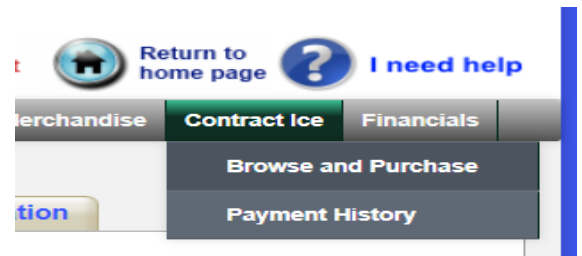 Return to
home page
I need help
Contract Ice
Financials
Browse and Purchase
Payment History